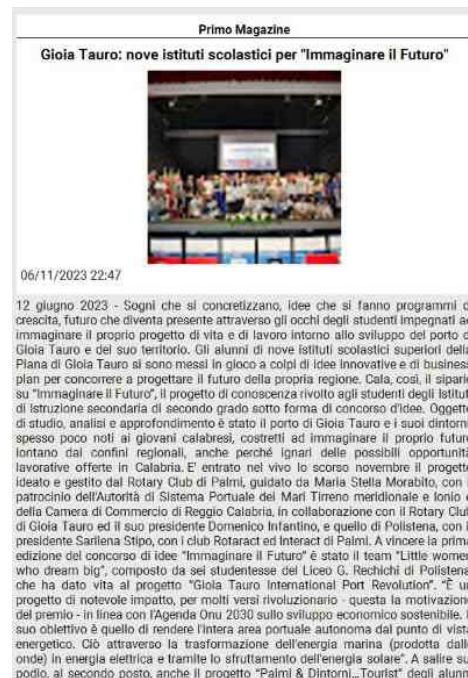 Primo Magazine
Gioia Tauro: nove istituti scolastici per "Immaginare il Futuro"
06/11/2023 22:47
12 giugno 2023 - Sogni che si concretizzano, idee che si fanno programmi d
crescita, futuro che diventa presente attraverso gli occhi degli studenti impegnati ad
immaginare il proprio progetto di vita e di lavoro intorno allo sviluppo del porto d
Gioia Tauro e del suo territorio. Gli alunni di nove istituti scolastici superiori della
Piana di Gioia Tauro si sono messi in gioco a colpi di idee innovative e di business
plan per concorrere a progettare il futuro della propria regione. Cala, così, il sipario
su "Immaginare il Futuro", il progetto di conoscenza rivolto agli studenti degli Istitut
di istruzione secondaria di secondo grado sotto forma di concorso d'idee. Oggetto
di studio, analisi e approfondimento è stato il porto di Gioia Tauro e i suoi dintorni
spesso poco noti ai giovani calabresi, costretti ad immaginare il proprio futuro
lontano dai confini regionali, anche perché ignari delle possibili opportunità
lavorative offerte in Calabria. E' entrato nel vivo lo scorso novembre il progetto
ideato e gestito dal Rotary Club di Palmi, guidato da Maria Stella Morabito, con i
patrocinio dell'Autorità di Sistema Portuale dei Mari Tirreno meridionale e Ionio e
della Camera di Commercio di Reggio Calabria, in collaborazione con il Rotary Club
di Gioia Tauro ed il suo presidente Domenico Infantino, e quello di Polistena, con i
presidente Sarilena Stipo, con i club Rotaract ed Interact di Palmi. A vincere la prima
edizione del concorso di idee "Immaginare il Futuro" è stato il team "Little women
who dream big", composto da sei studentesse del Liceo G. Rechichi di Polistena
che ha dato vita al progetto "Gioia Tauro International Port Revolution". "È un
progetto di notevole impatto, per molti versi rivoluzionario - questa la motivazione
del premio - in linea con l'Agenda Onu 2030 sullo sviluppo economico sostenibile. I
suo obiettivo è quello di rendere l'intera area portuale autonoma dal punto di vista
energetico. Ciò attraverso la trasformazione dell'energia marina (prodotta dalle
onde) in energia elettrica e tramite lo sfruttamento dell'energia solare". A salire su
podio, al secondo posto, anche il progetto "Palmi & Dintorni...Tourist" degli alunni